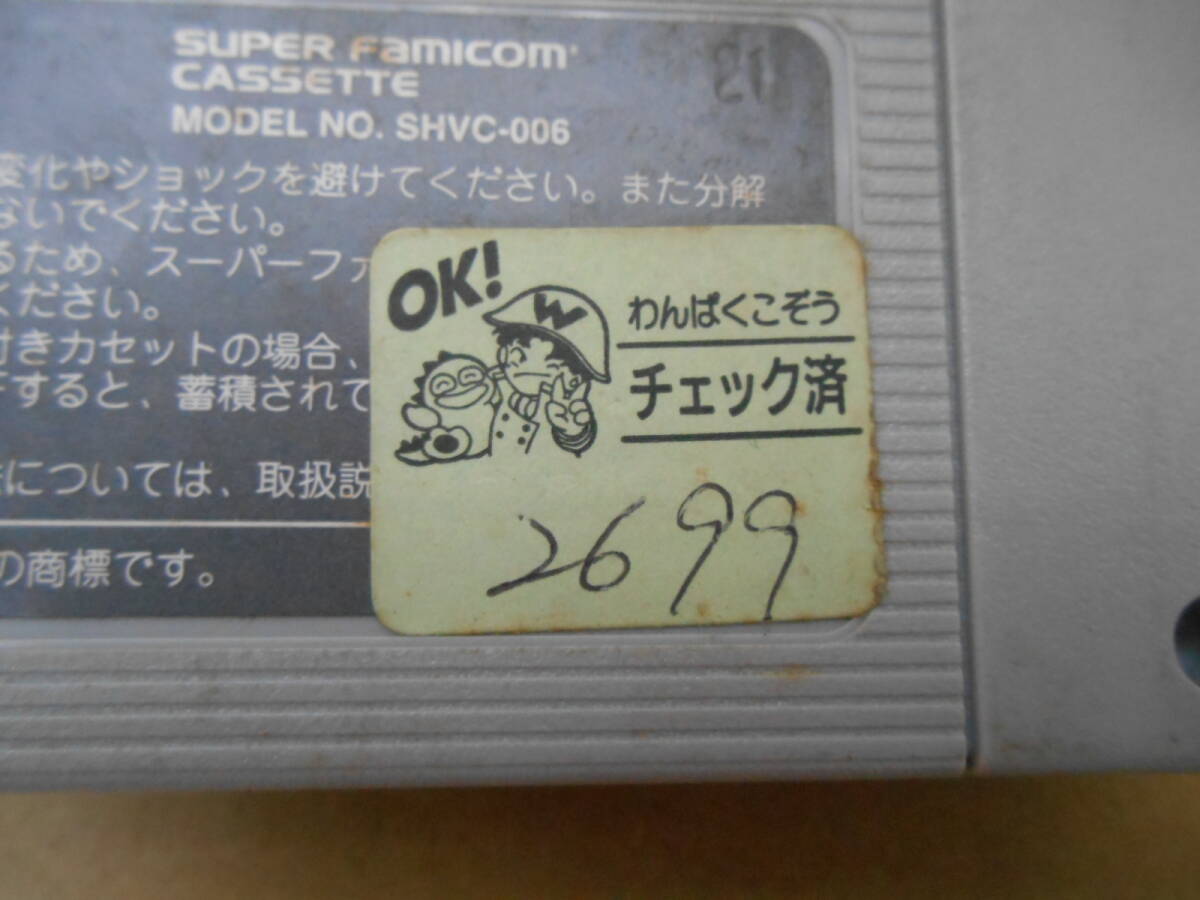 SUPER FamICOM
CASSETTE
MODEL NO. SHVC-006
変化やショックを避けてください。また分解
ないでください。
るため、スーパーファ
ください。
付きカセットの場合、
すると、蓄積されて
については、取扱説
の商標です。
OK!
W
わんぱくこぞう
チェック済
2699